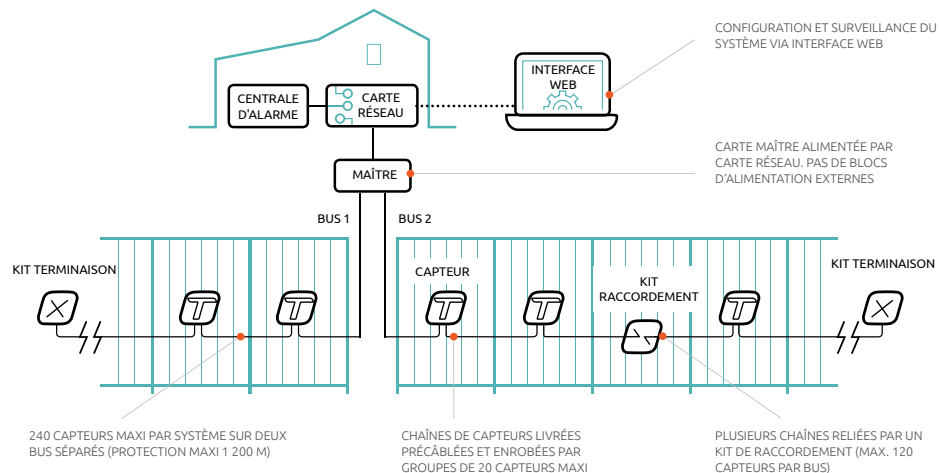 CONFIGURATION ET SURVEILLANCE DU
SYSTÈME VIA INTERFACE WEB
INTERFACE
WEB
CENTRALE
D'ALARME
CARTE
RÉSEAU
CARTE MAÎTRE ALIMENTÉE PAR
CARTE RÉSEAU. PAS DE BLOCS
D'ALIMENTATION EXTERNES
MAÎTRE
BUS 1
BUS 2
KIT TERMINAISON
CAPTEUR
KIT
RACCORDEMENT
KIT TERMINAISON
240 CAPTEURS MAXI PAR SYSTÈME SUR DEUX
BUS SÉPARÉS (PROTECTION MAXI 1 200 M)
CHAÎNES DE CAPTEURS LIVRÉES
PRÉCÂBLÉES ET ENROBÉES PAR
GROUPES DE 20 CAPTEURS MAXI
PLUSIEURS CHAÎNES RELIÉES PAR UN
KIT DE RACCORDEMENT (MAX. 120
CAPTEURS PAR BUS)